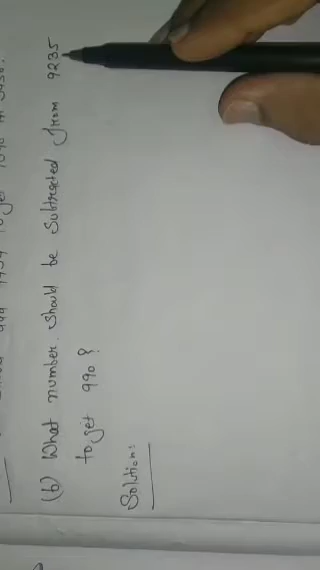 (b) What number should be Subtracted from 9235
to get 990?
Solution: